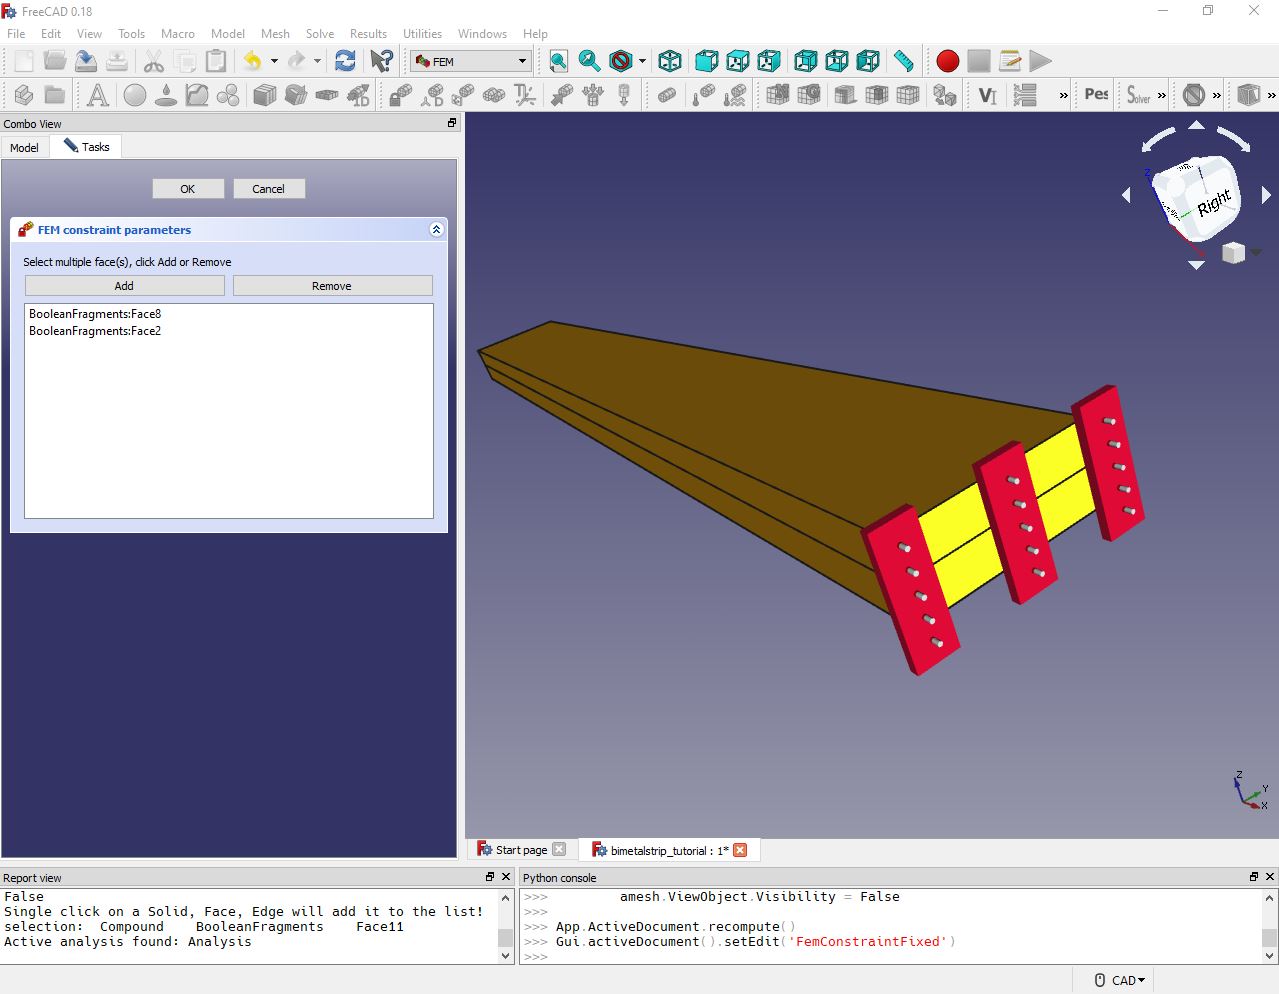 FreeCAD 0.18
File Edit View Tools Macro Model Mesh Solve Results Utilities Windows Help
FEM
VI Pes Solver
Combo View
Model Tasks
OK Cancel
FEM constraint parameters
Select multiple face(s), click Add or Remove
Add Remove
BooleanFragments:Face8
BooleanFragments:Face2
Z
Right
Z
Y
X
Start page bimetalstrip_tutorial : 1*
Report view
False
Single click on a Solid, Face, Edge will add it to the list!
selection: Compound BooleanFragments Face11
Active analysis found: Analysis
Python console
>>> amesh.ViewObject.Visibility = False
>>>
>>> App.ActiveDocument.recompute()
>>> Gui.activeDocument().setEdit('FemConstraintFixed')
>>>
CAD